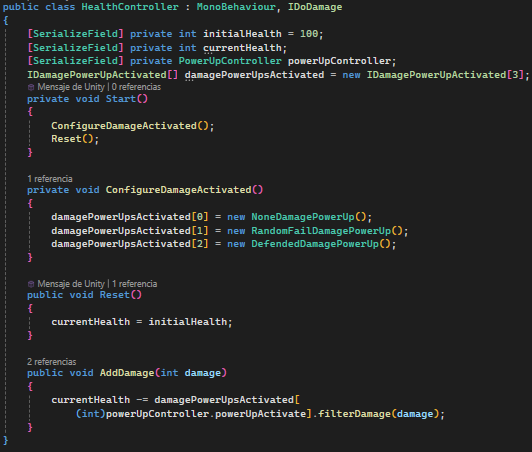 public class HealthController : MonoBehaviour, IDoDamage
{
[SerializeField] private int initialHealth = 100;
[SerializeField] private int currentHealth;
[SerializeField] private PowerUpController powerUpController;
IDamagePowerUpActivated[] damagePowerUpsActivated = new IDamagePowerUpActivated[3];
Mensaje de Unity | 0 referencias
private void Start()
{
ConfigureDamageActivated();
Reset();
}
1 referencia
private void ConfigureDamageActivated()
{
damagePowerUpsActivated[0] = new NoneDamagePowerUp();
damagePowerUpsActivated[1] = new RandomFailDamagePowerUp();
damagePowerUpsActivated[2] = new DefendedDamagePowerUp();
}
Mensaje de Unity | 1 referencia
public void Reset()
{
currentHealth = initialHealth;
}
2 referencias
public void AddDamage(int damage)
{
currentHealth -= damagePowerUpsActivated[
(int)powerUpController.powerUpActivate].filterDamage(damage);
}
}